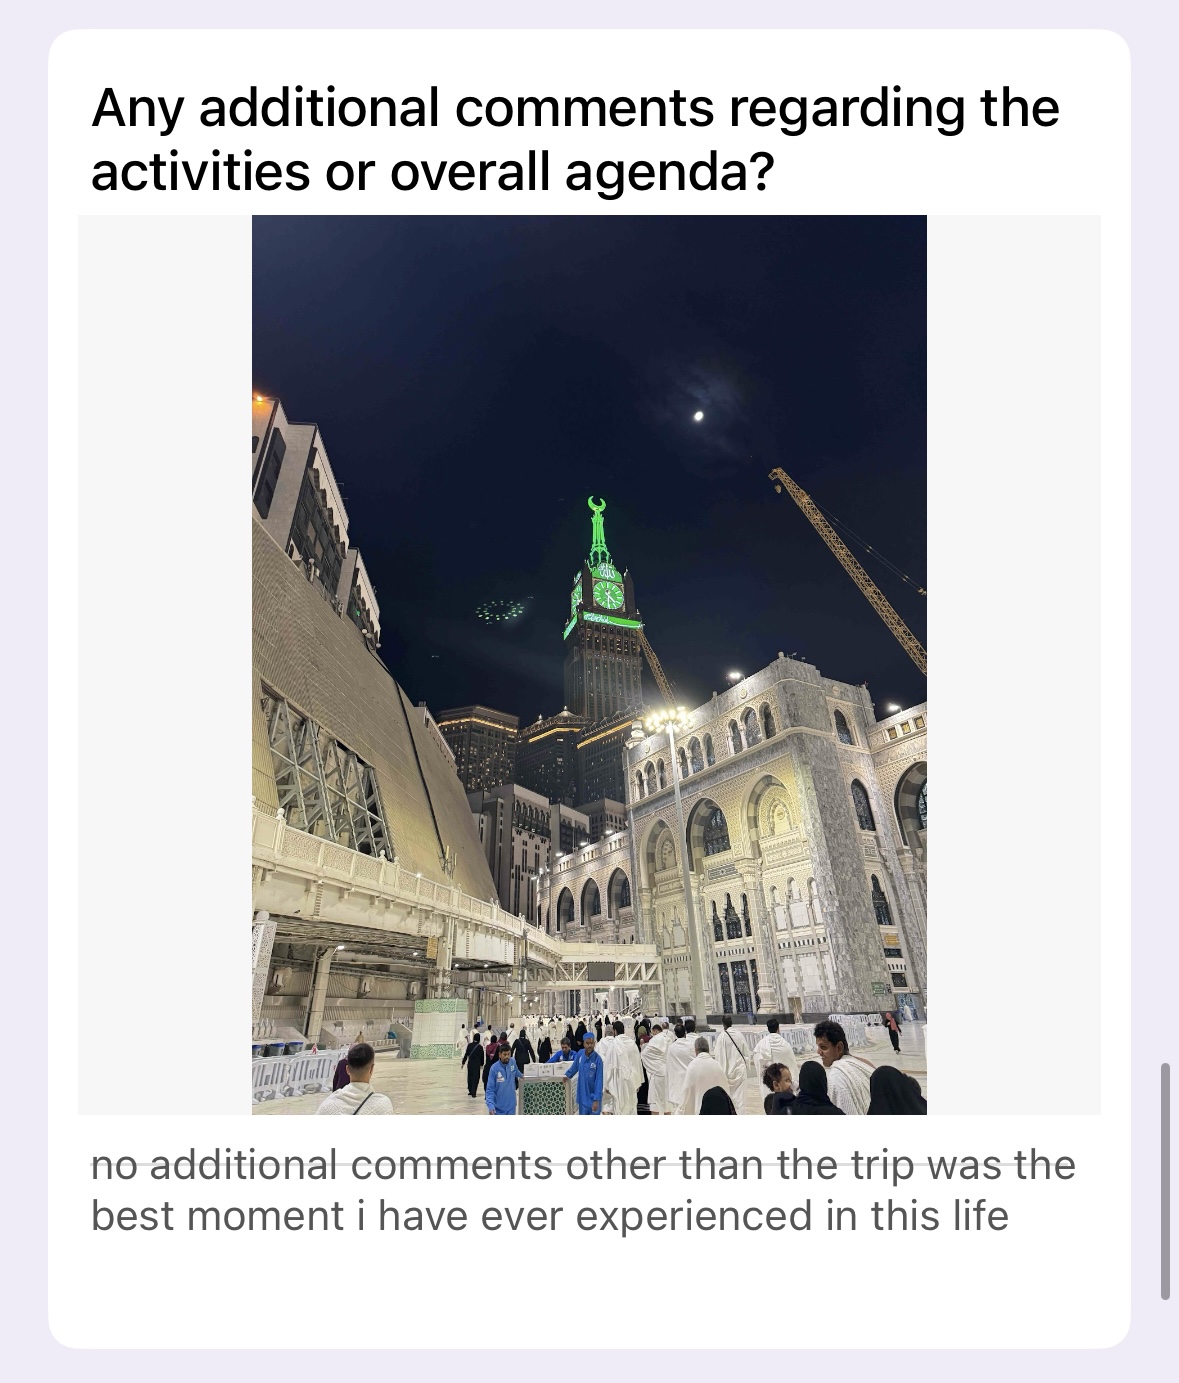 Any additional comments regarding the
activities or overall agenda?
no additional comments other than the trip was the
best moment i have ever experienced in this life